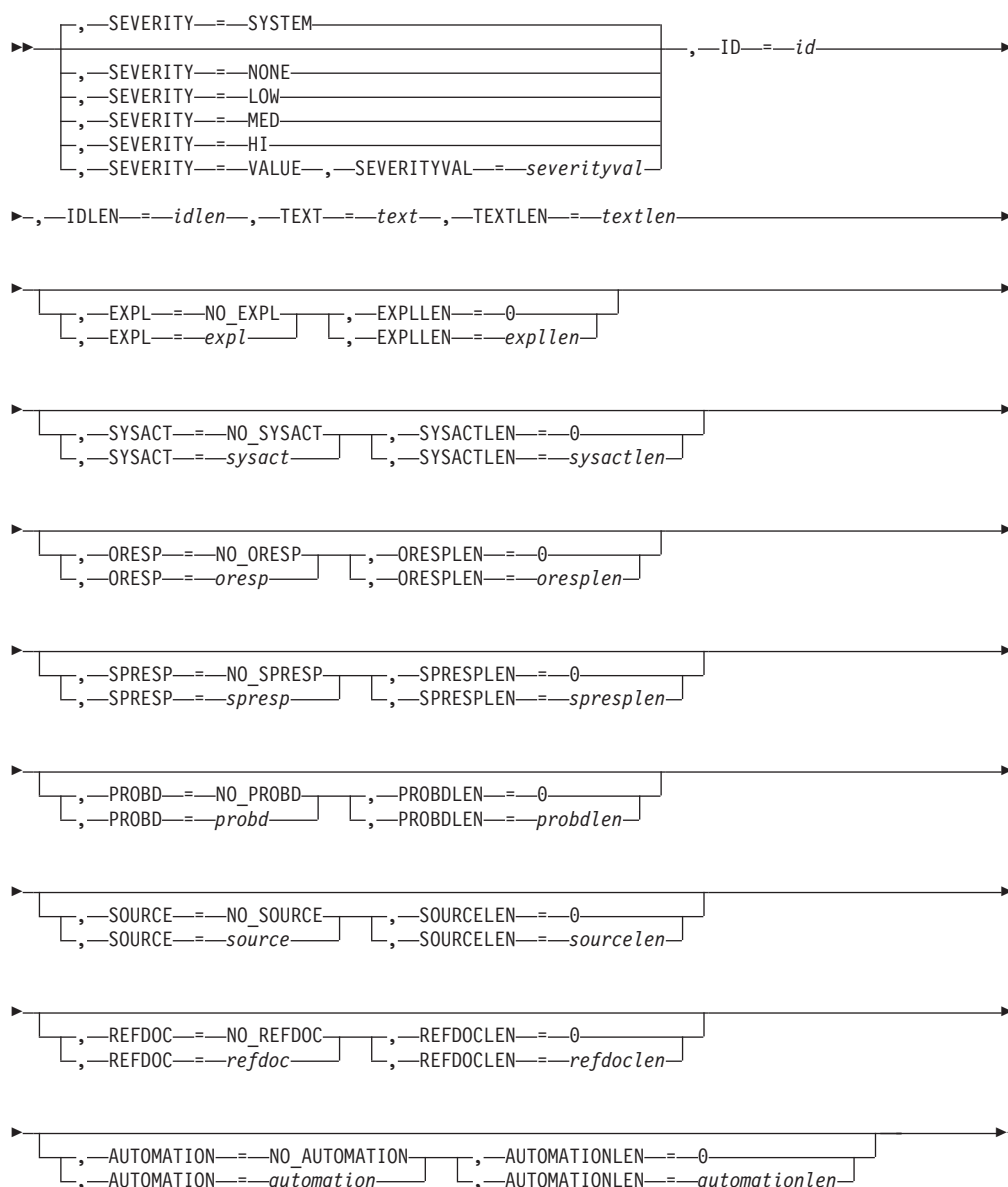 , SEVERITY = SYSTEM
, ID = id
, SEVERITY = NONE
, SEVERITY = LOW
, SEVERITY = MED
, SEVERITY = HI
, SEVERITY = VALUE , SEVERITYVAL = severityval
, IDLEN = idlen , TEXT = text , TEXTLEN = textlen
, EXPL = NO_EXPL , EXPLLEN = 0
, EXPL = expl , EXPLLEN = expllen
, SYSACT = NO_SYSACT , SYSACTLEN = 0
, SYSACT = sysact , SYSACTLEN = sysactlen
, ORESP = NO_ORESP , ORESPLEN = 0
, ORESP = oresp , ORESPLEN = oresplen
, SPRESP = NO_SPRESP , SPRESPLEN = 0
, SPRESP = spresp , SPRESPLEN = spresplen
, PROBD = NO_PROBD , PROBDLEN = 0
, PROBD = probd , PROBDLEN = probdlen
, SOURCE = NO_SOURCE , SOURCELEN = 0
, SOURCE = source , SOURCELEN = sourcelen
, REFDOC = NO_REFDOC , REFDOCLEN = 0
, REFDOC = refdoc , REFDOCLEN = refdoclen
, AUTOMATION = NO_AUTOMATION , AUTOMATIONLEN = 0
, AUTOMATION = automation , AUTOMATIONLEN = automationlen